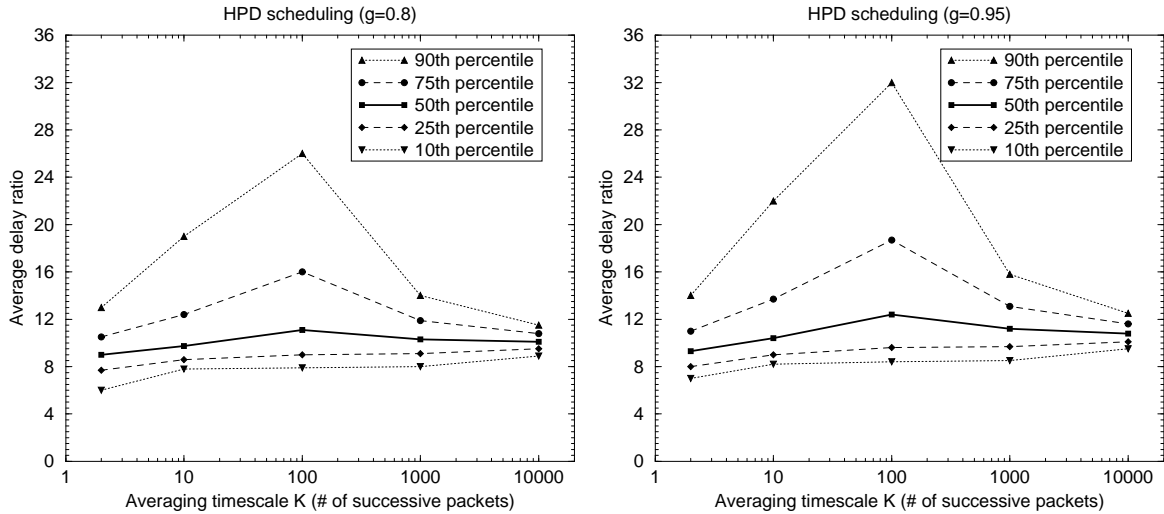 HPD scheduling (g=0.8)
36
32
28
24
20
16
12
8
4
0
Average delay ratio
90th percentile
75th percentile
50th percentile
25th percentile
10th percentile
1
10
100
1000
10000
Averaging timescale K (# of successive packets)
HPD scheduling (g=0.95)
36
32
28
24
20
16
12
8
4
0
Average delay ratio
90th percentile
75th percentile
50th percentile
25th percentile
10th percentile
1
10
100
1000
10000
Averaging timescale K (# of successive packets)